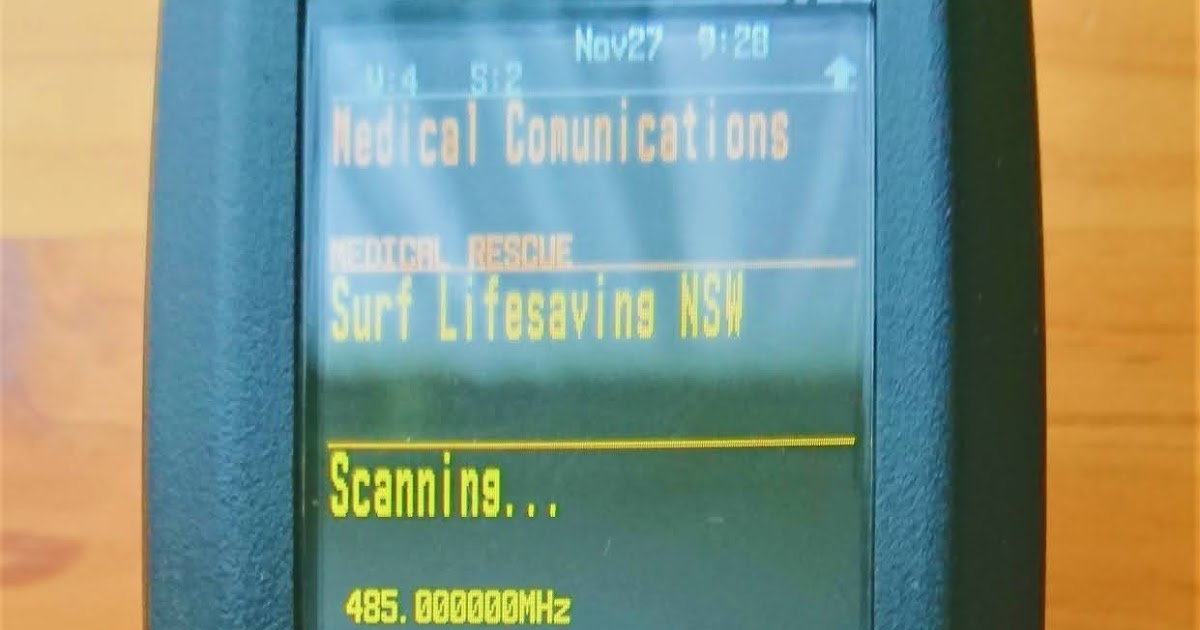 Nov27 9:28
V:4 S:2
Medical Comunications
MEDICAL RESCUE
Surf Lifesaving NSW
Scanning...
485.000000MHz